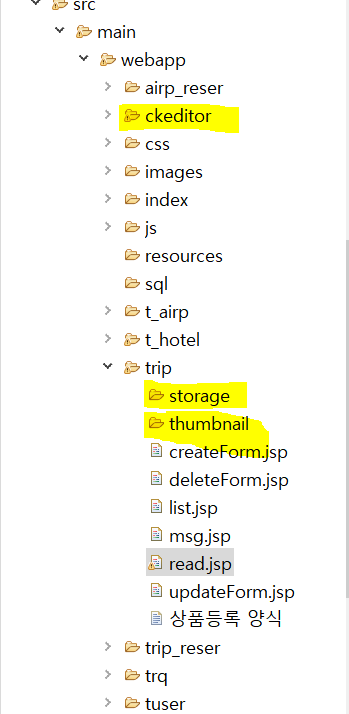 src
main
webapp
airp_reser
ckeditor
css
images
index
js
resources
sql
t_airp
t_hotel
trip
storage
thumbnail
createForm.jsp
deleteForm.jsp
list.jsp
msg.jsp
read.jsp
updateForm.jsp
상품등록 양식
trip_reser
trq
tuser